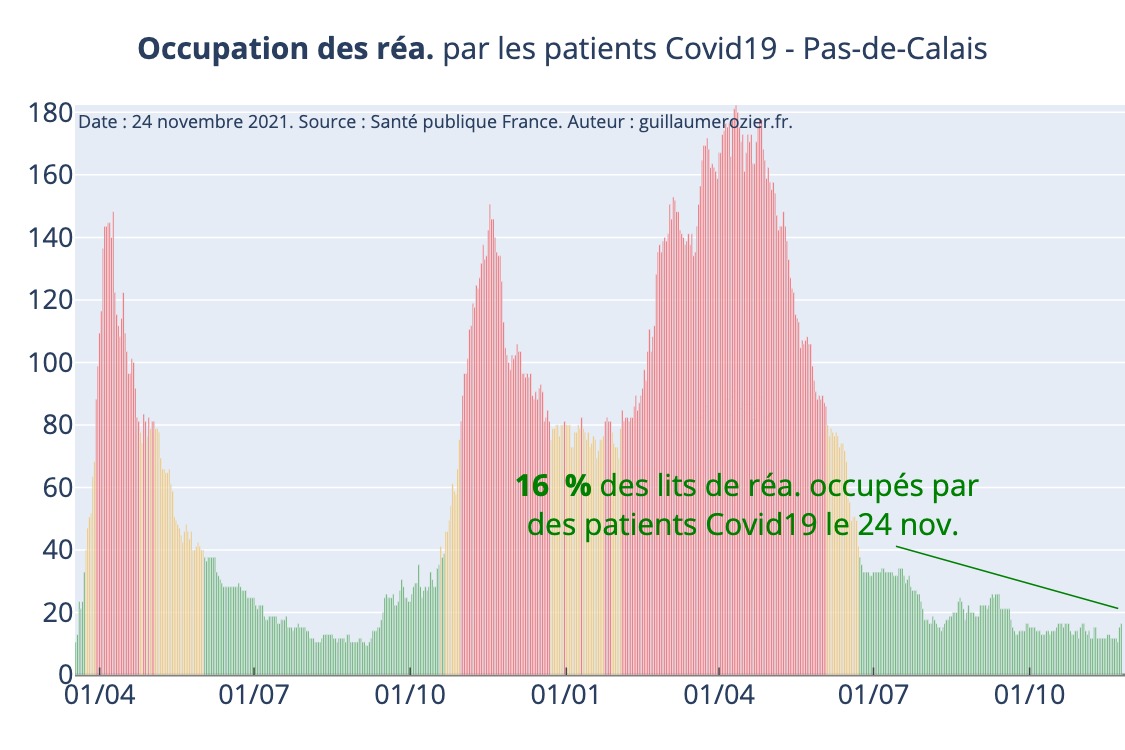 Occupation des réa. par les patients Covid19 - Pas-de-Calais
180
Date : 24 novembre 2021. Source : Santé publique France. Auteur : guillaumerozier.fr.
160
140
120
100
80
60
16 % des lits de réa. occupés par
des patients Covid19 le 24 nov.
40
20
0
01/04 01/07 01/10 01/01 01/04 01/07 01/10